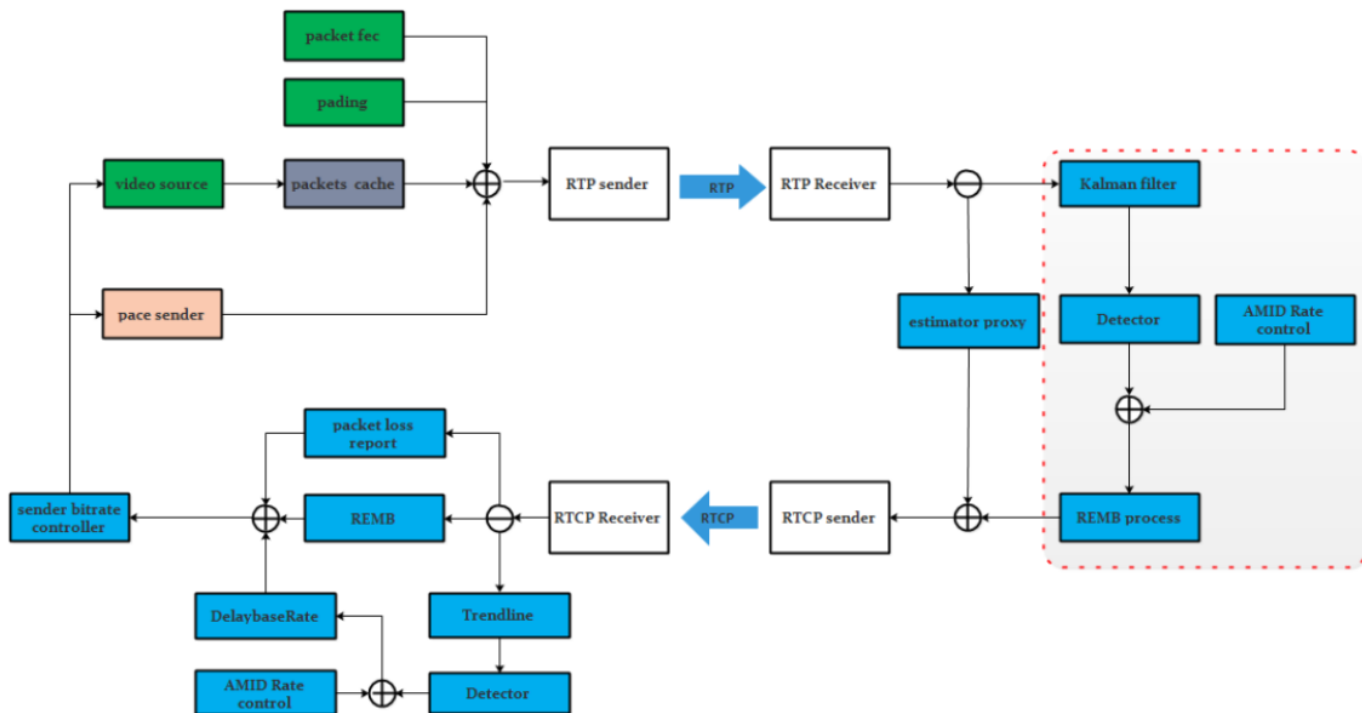 packet fec
pading
video source
packets cache
RTP sender
RTP
RTP Receiver
Kalman filter
pace sender
estimator proxy
Detector
AMID Rate
control
packet loss
report
sender bitrate
controller
REMB
RTCP Receiver
RTCP
RTCP sender
REMB process
DelaybaseRate
Trendline
AMID Rate
control
Detector